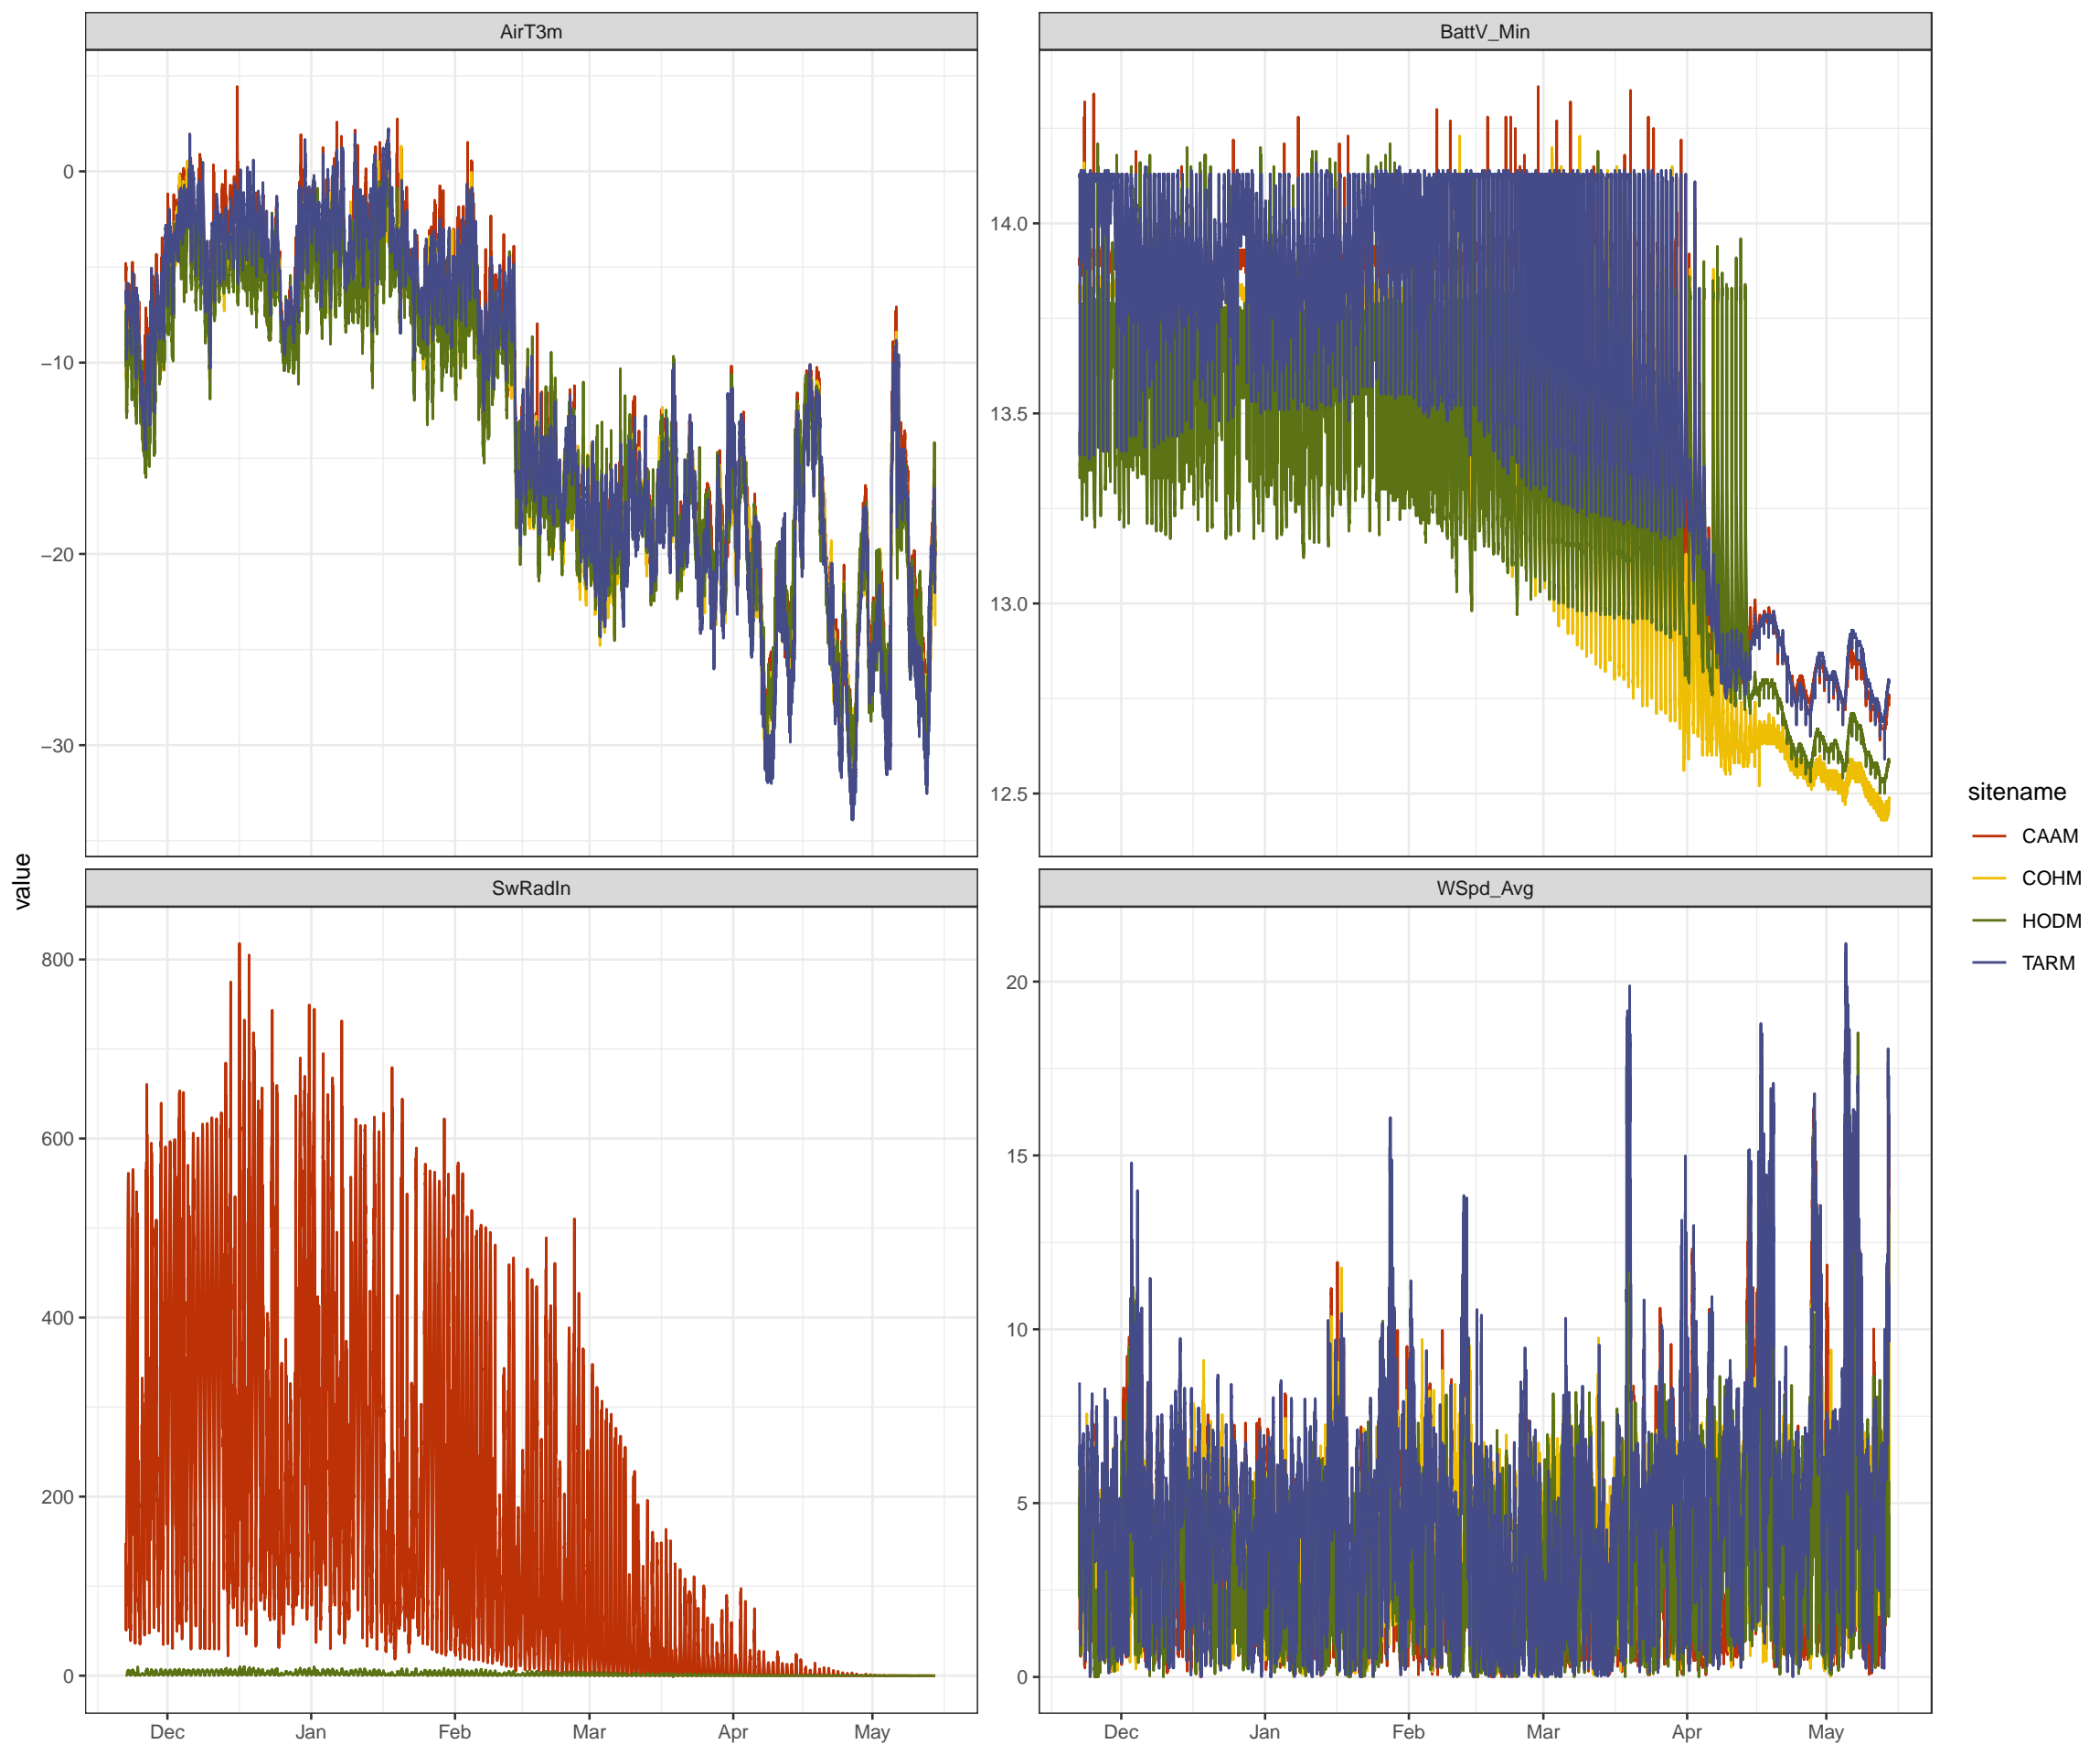 AirT3m
BattV_Min
0
−10
−20
−30
14.0
13.5
13.0
12.5
value
SwRadIn
WSpd_Avg
800
600
400
200
0
20
15
10
5
0
Dec Jan Feb Mar Apr May
Dec Jan Feb Mar Apr May
sitename
CAAM
COHM
HODM
TARM